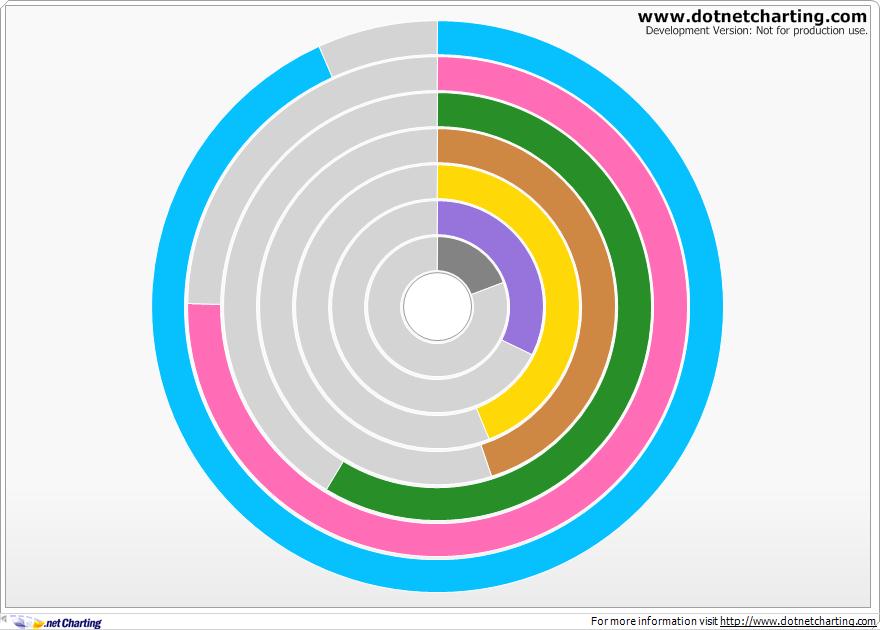 www.dotnetcharting.com
Development Version: Not for production use.
.net Charting
For more information visit http://www.dotnetcharting.com